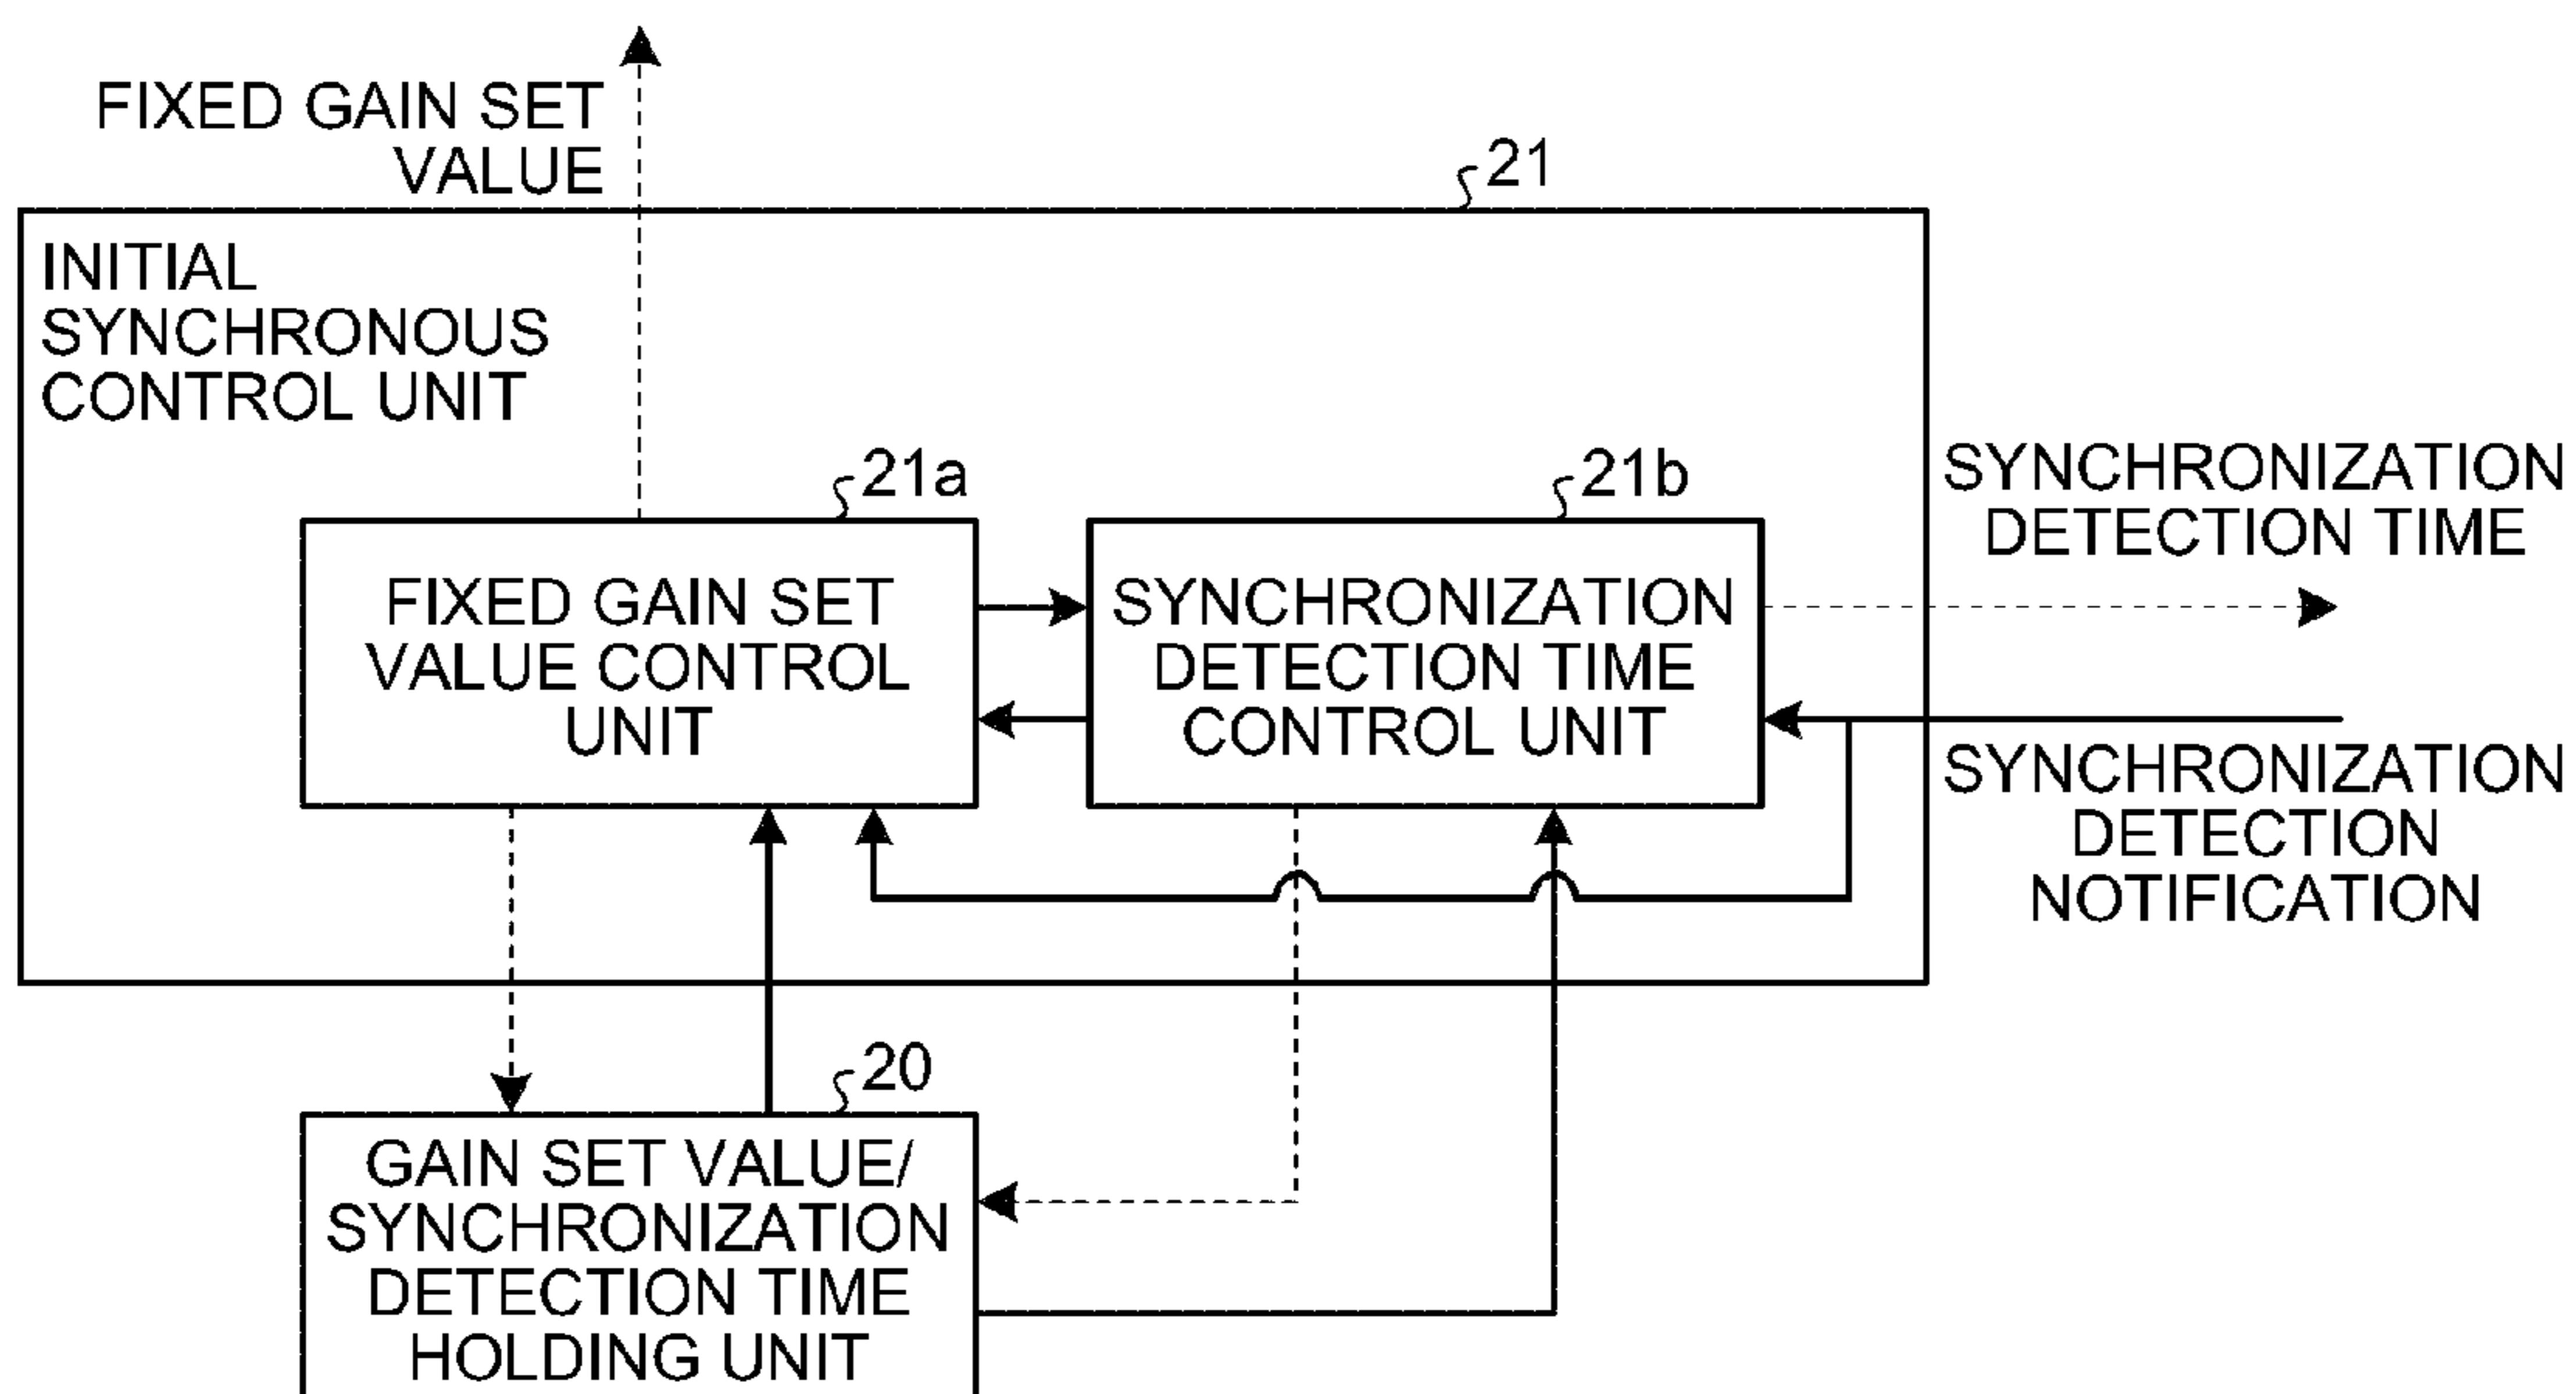 FIXED GAIN SET
VALUE
21
INITIAL
SYNCHRONOUS
CONTROL UNIT
21a
21b
SYNCHRONIZATION
DETECTION TIME
FIXED GAIN SET
VALUE CONTROL
UNIT
SYNCHRONIZATION
DETECTION TIME
CONTROL UNIT
SYNCHRONIZATION
DETECTION
NOTIFICATION
20
GAIN SET VALUE/
SYNCHRONIZATION
DETECTION TIME
HOLDING UNIT